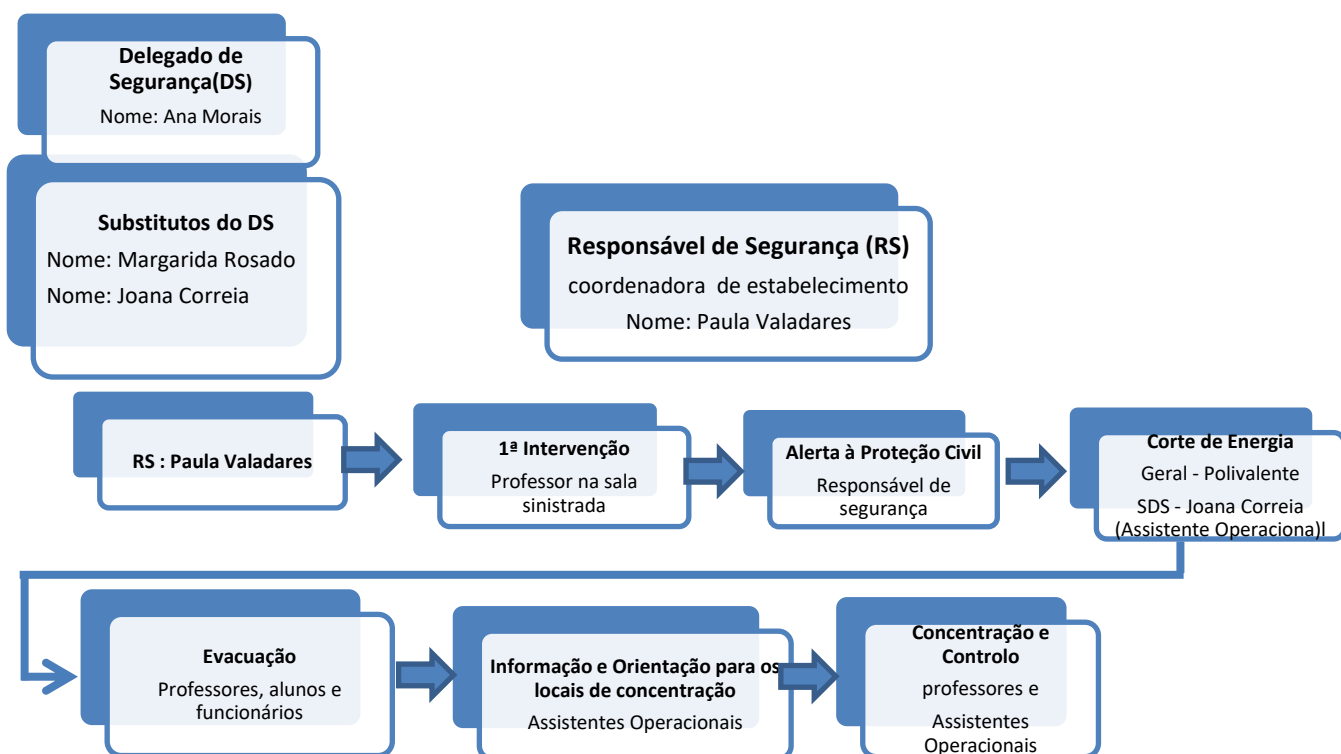 Delegado de
Segurança(DS)
Nome: Ana Morais
Substitutos do DS
Nome: Margarida Rosado
Nome: Joana Correia
Responsável de Segurança (RS)
coordenadora de estabelecimento
Nome: Paula Valadares
RS : Paula Valadares
1ª Intervenção
Professor na sala
sinistrada
Alerta à Proteção Civil
Responsável de
segurança
Corte de Energia
Geral - Polivalente
SDS - Joana Correia
(Assistente Operaciona)l
Evacuação
Professores, alunos e
funcionários
Informação e Orientação para os
locais de concentração
Assistentes Operacionais
Concentração e
Controlo
professores e
Assistentes
Operacionais